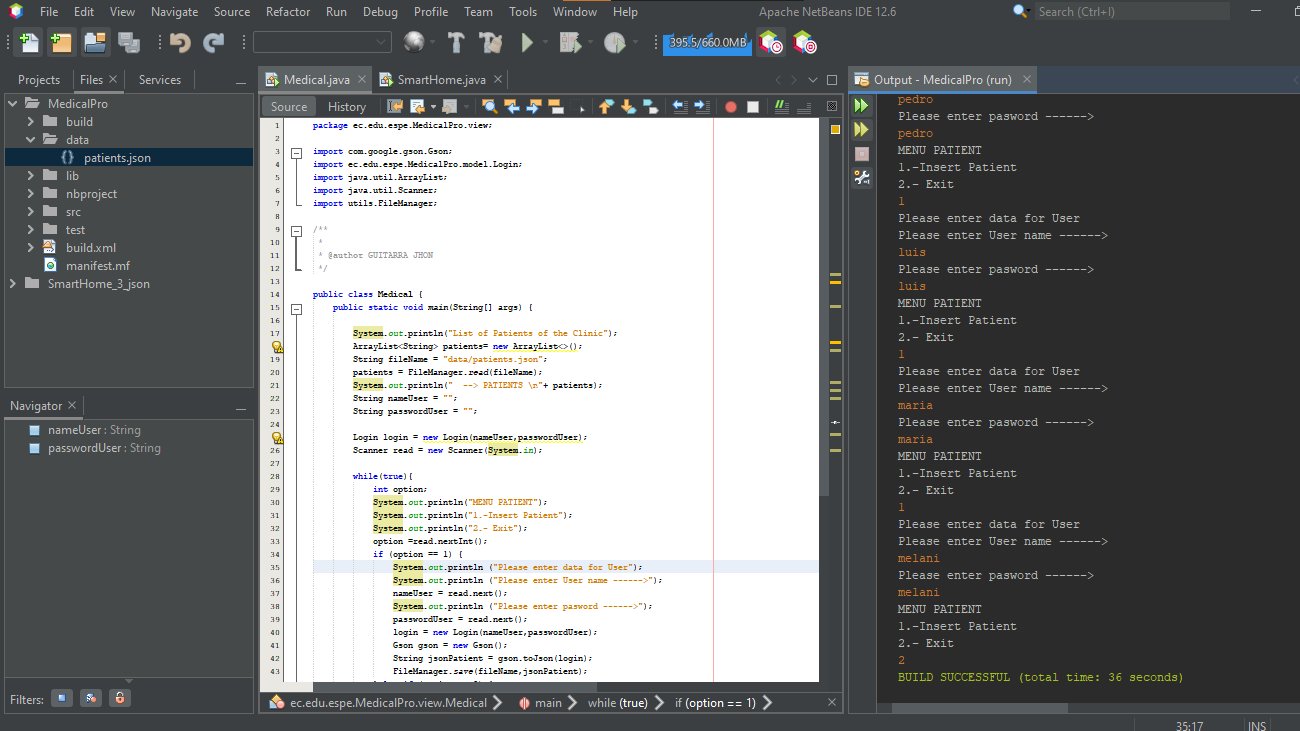 File Edit View Navigate Source Refactor Run Debug Profile Team Tools Window Help Apache NetBeans IDE 12.6 Search (Ctrl+I)
395.5/660.0MB
Projects Files Services
MedicalPro
build
data
patients.json
lib
nbproject
src
test
build.xml
manifest.mf
SmartHome_3_json
Navigator
nameUser : String
passwordUser : String
Filters:
Medical.java SmartHome.java
Source History
1 package ec.edu.espe.MedicalPro.view;
2
3 import com.google.gson.Gson;
4 import ec.edu.espe.MedicalPro.model.Login;
5 import java.util.ArrayList;
6 import java.util.Scanner;
7 import utils.FileManager;
8
9 /**
10 *
11 * @author GUITARRA JHON
12 */
13
14 public class Medical {
15 public static void main(String[] args) {
16
17 System.out.println("List of Patients of the Clinic");
ArrayList<String> patients= new ArrayList<>();
19 String fileName = "data/patients.json";
20 patients = FileManager.read(fileName);
21 System.out.println("  --> PATIENTS \n"+ patients);
22 String nameUser = "";
23 String passwordUser = "";
24
Login login = new Login(nameUser,passwordUser);
26 Scanner read = new Scanner(System.in);
27
28 while(true){
29 int option;
30 System.out.println("MENU PATIENT");
31 System.out.println("1.-Insert Patient");
32 System.out.println("2.- Exit");
33 option =read.nextInt();
34 if (option == 1) {
35 System.out.println ("Please enter data for User");
36 System.out.println ("Please enter User name ------>");
37 nameUser = read.next();
38 System.out.println ("Please enter pasword ------>");
39 passwordUser = read.next();
40 login = new Login(nameUser,passwordUser);
41 Gson gson = new Gson();
42 String jsonPatient = gson.toJson(login);
43 FileManager.save(fileName,jsonPatient);
ec.edu.espe.MedicalPro.view.Medical main while (true) if (option == 1)
Output - MedicalPro (run)
pedro
Please enter pasword ------>
pedro
MENU PATIENT
1.-Insert Patient
2.- Exit
1
Please enter data for User
Please enter User name ------>
luis
Please enter pasword ------>
luis
MENU PATIENT
1.-Insert Patient
2.- Exit
1
Please enter data for User
Please enter User name ------>
maria
Please enter pasword ------>
maria
MENU PATIENT
1.-Insert Patient
2.- Exit
1
Please enter data for User
Please enter User name ------>
melani
Please enter pasword ------>
melani
MENU PATIENT
1.-Insert Patient
2.- Exit
2
BUILD SUCCESSFUL (total time: 36 seconds)
35:17 INS